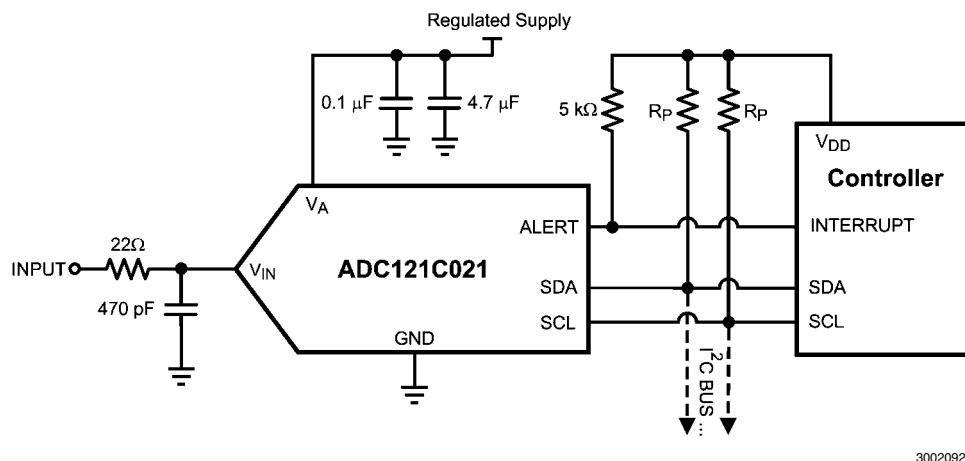 Regulated Supply
0.1 μF
4.7 μF
5 kΩ
RP
RP
VDD
Controller
VA
ALERT
INTERRUPT
INPUT
22Ω
VIN
ADC121C021
470 pF
SDA
SDA
SCL
SCL
GND
I2C BUS ...
3002092